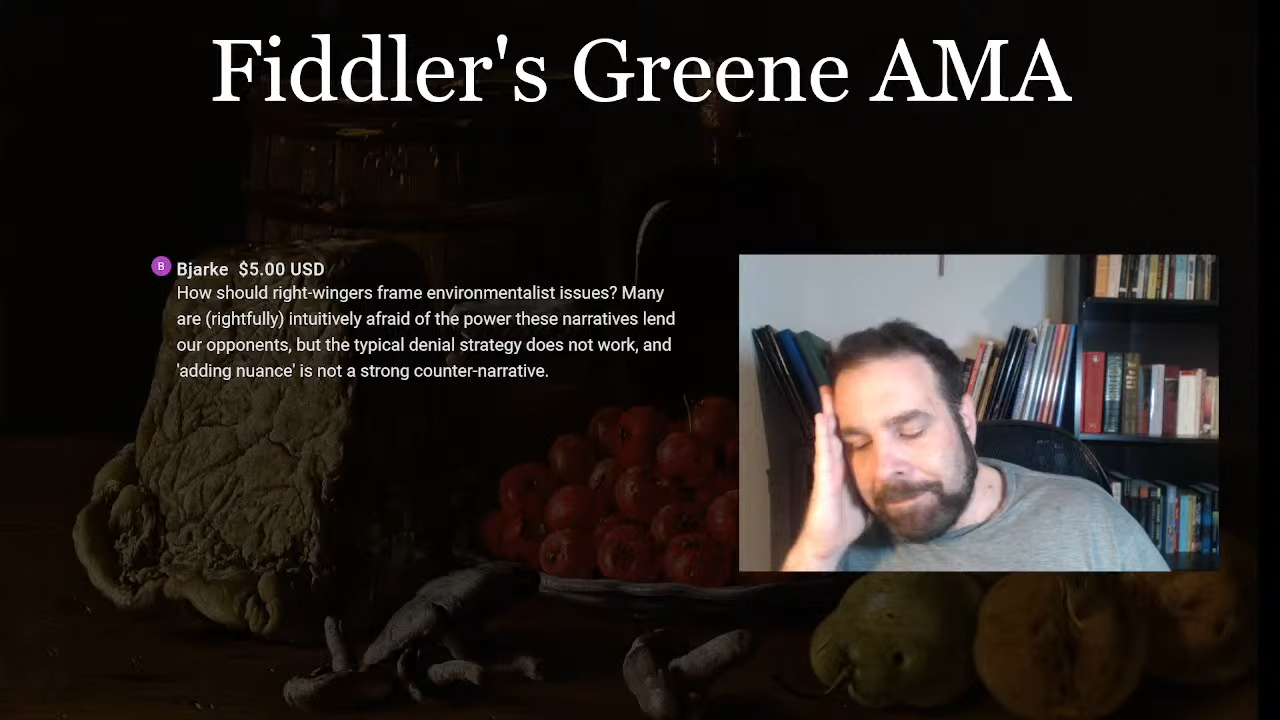 Fiddler's Greene AMA
B Bjarke $5.00 USD
How should right-wingers frame environmentalist issues? Many
are (rightfully) intuitively afraid of the power these narratives lend
our opponents, but the typical denial strategy does not work, and
'adding nuance' is not a strong counter-narrative.